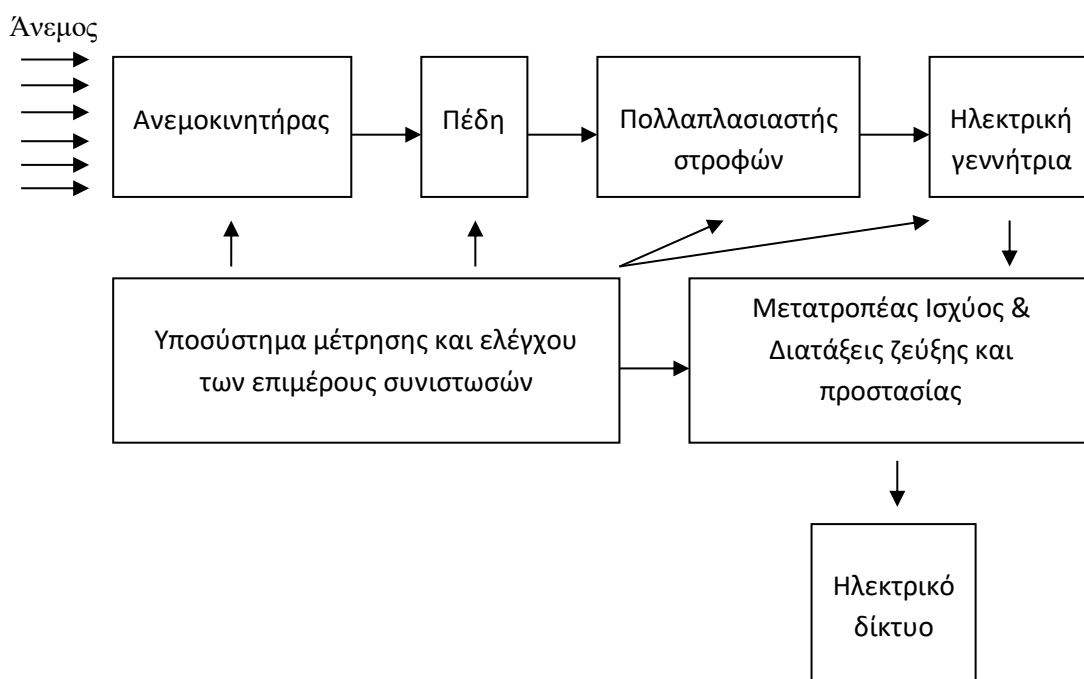 Άνεμος
Ανεμοκινητήρας
Πέδη
Πολλαπλασιαστής
στροφών
Ηλεκτρική
γεννήτρια
Υποσύστημα μέτρησης και ελέγχου
των επιμέρους συνιστωσών
Μετατροπέας Ισχύος &
Διατάξεις ζεύξης και
προστασίας
Ηλεκτρικό
δίκτυο